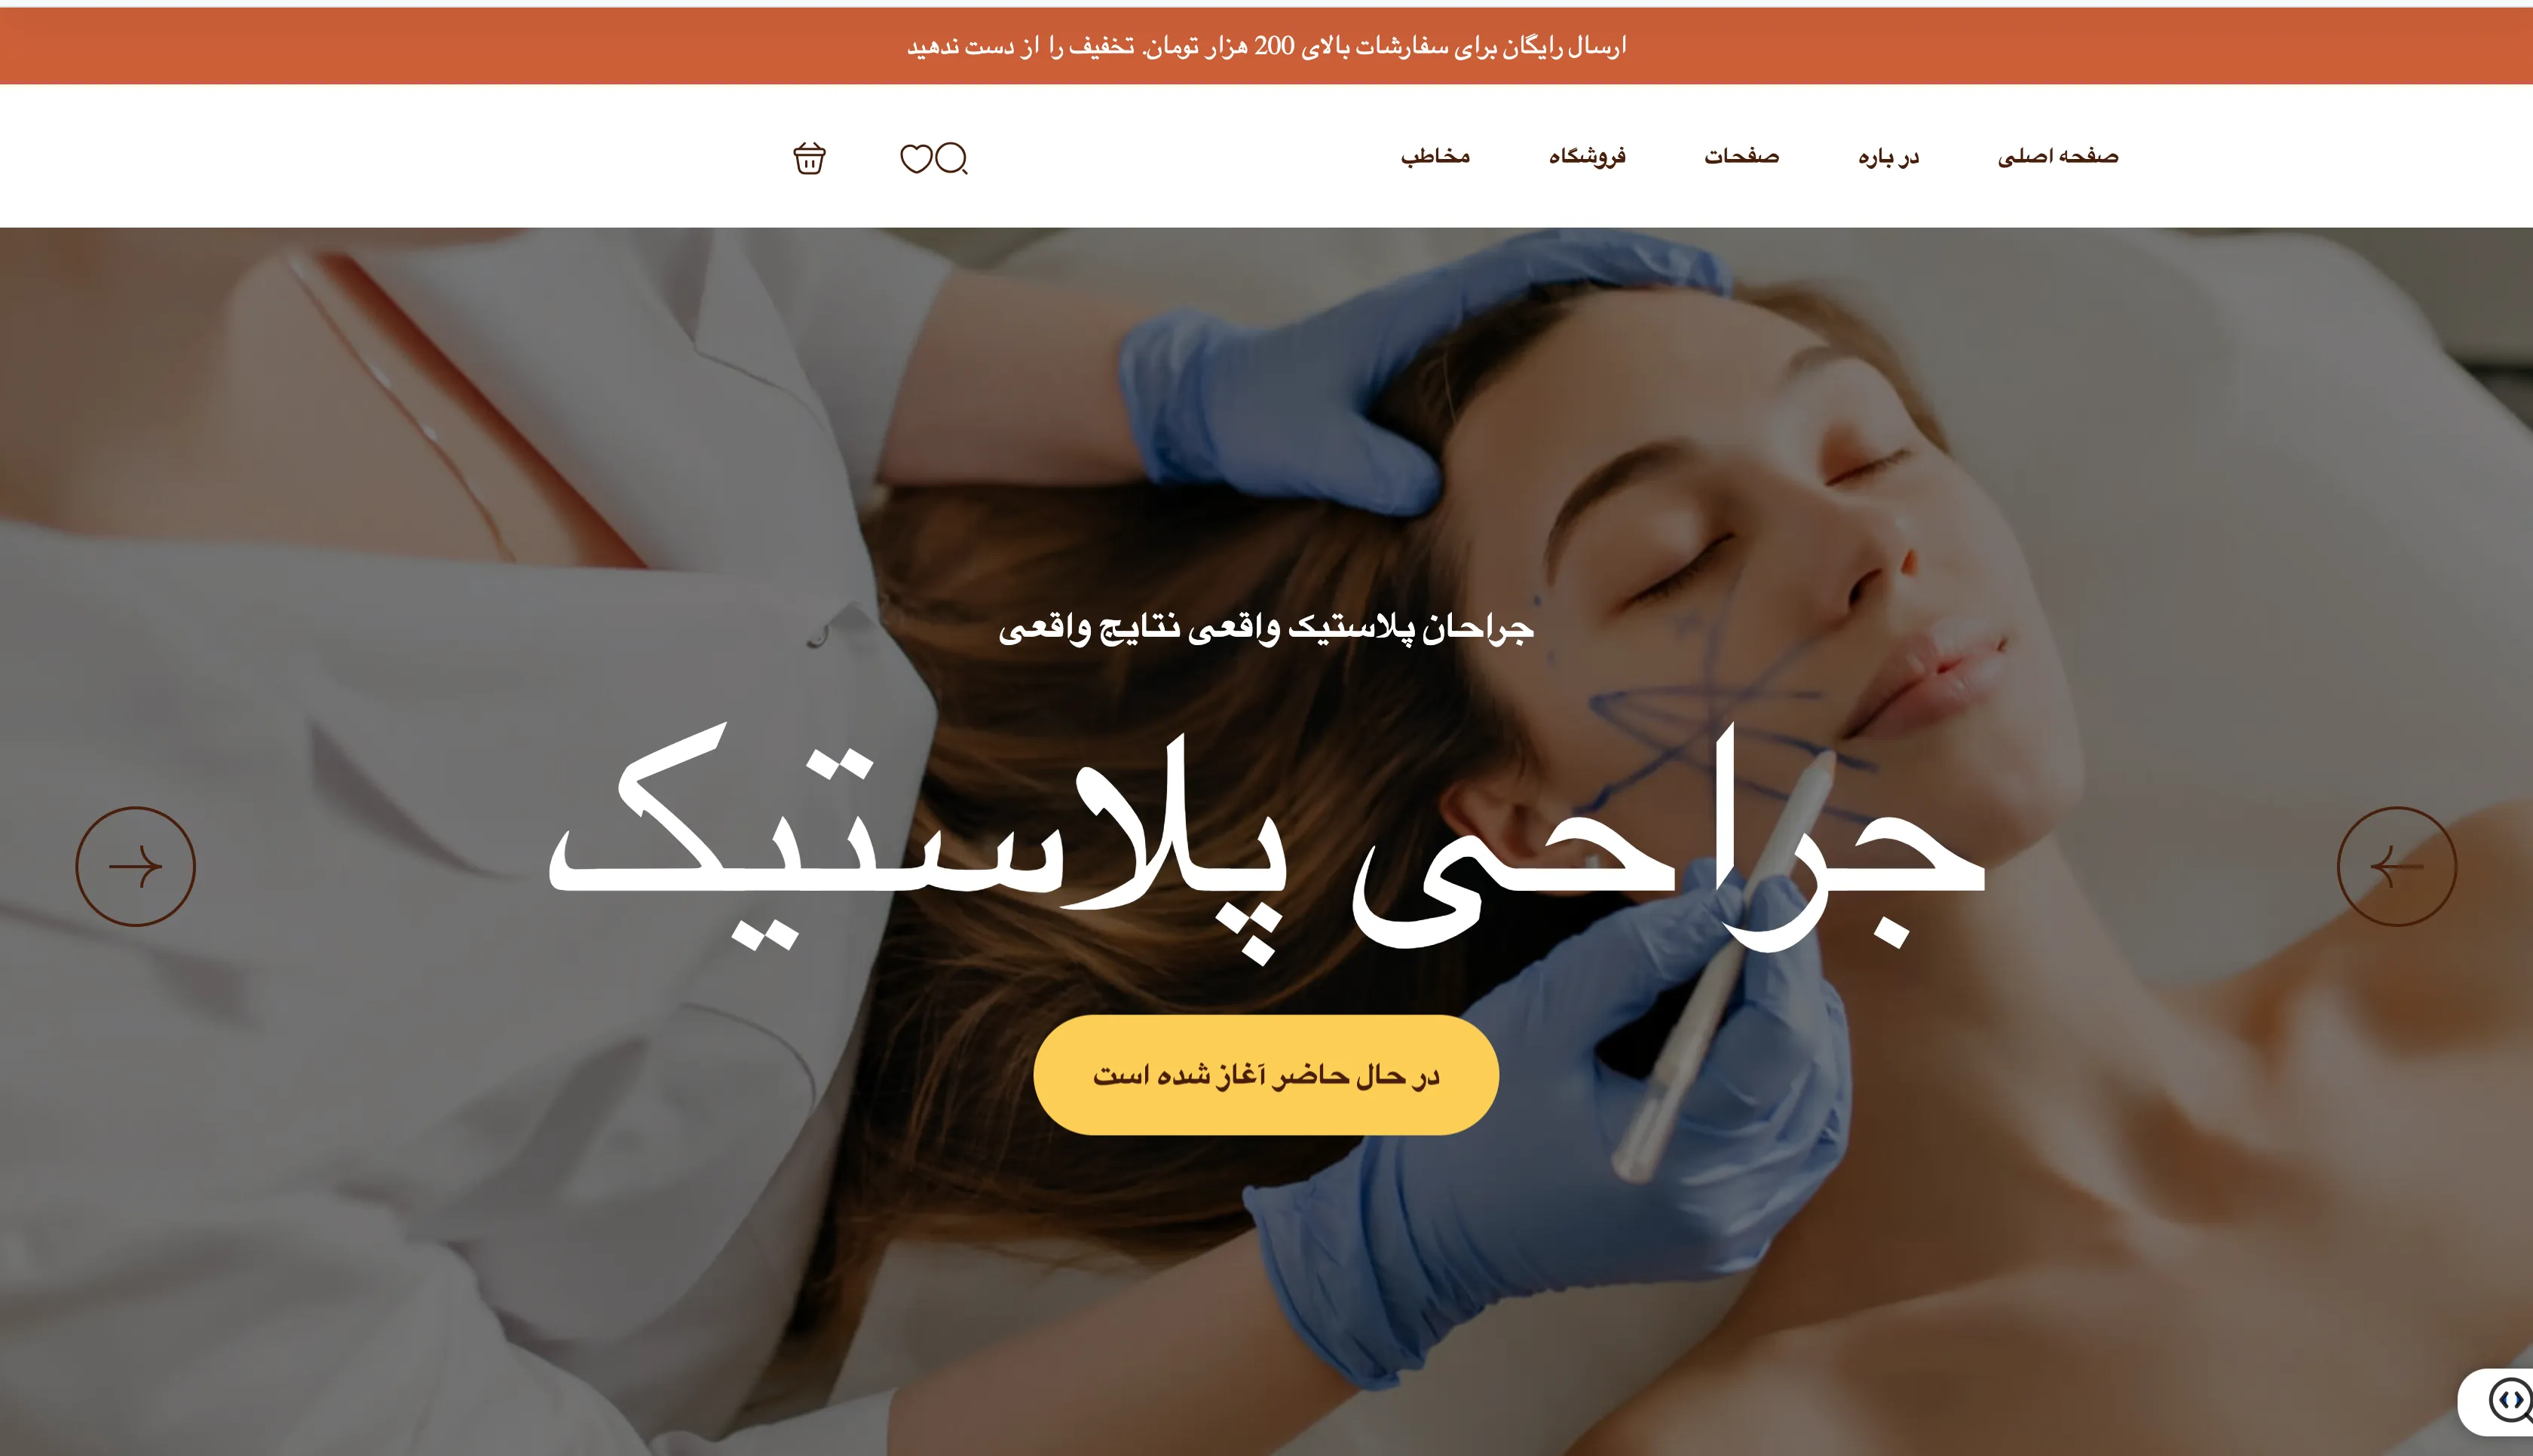 ارسال رایگان برای سفارشات بالای 200 هزار تومان. تخفیف را از دست ندهید
صفحه اصلی
در باره
صفحات
فروشگاه
مخاطب
جراحان پلاستیک واقعی نتایج واقعی
جراحی پلاستیک
در حال حاضر آغاز شده است